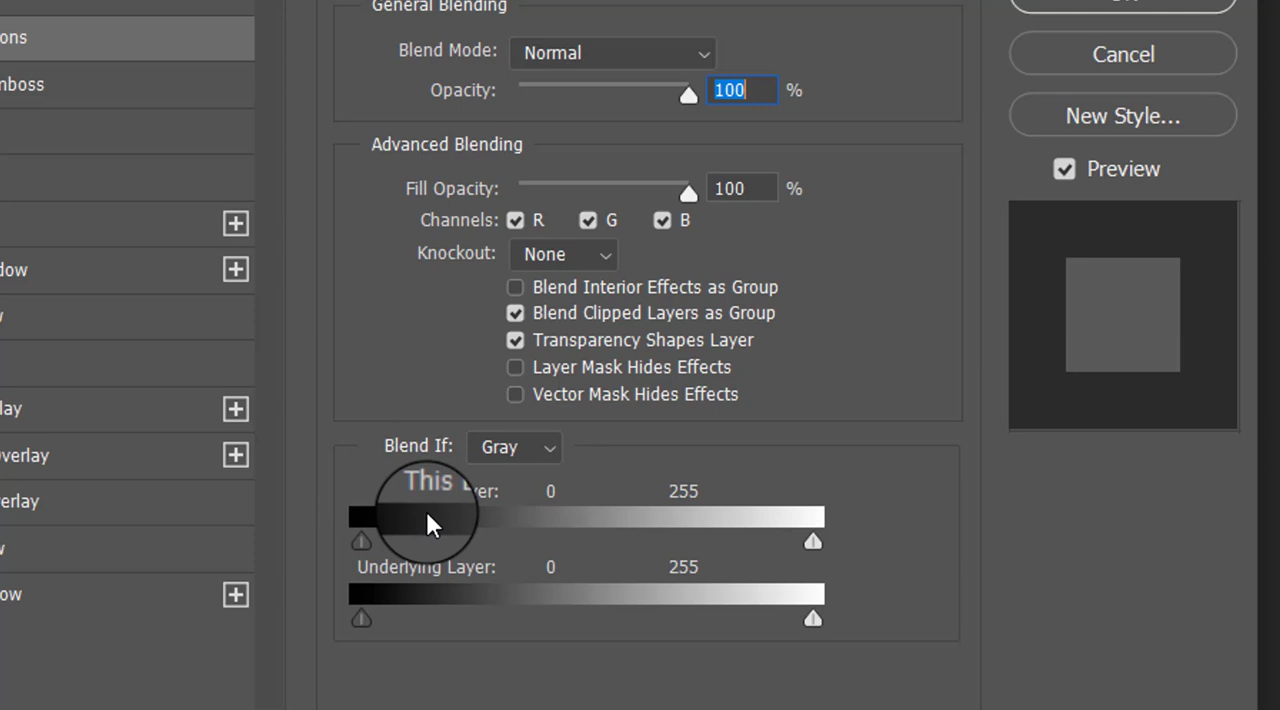 General Blending
Blend Mode: Normal
Opacity: 100 %
Advanced Blending
Fill Opacity: 100 %
Channels: R G B
Knockout: None
Blend Interior Effects as Group
Blend Clipped Layers as Group
Transparency Shapes Layer
Layer Mask Hides Effects
Vector Mask Hides Effects
Blend If: Gray
This yer: 0 255
Underlying Layer: 0 255
ons
mboss
dow
w
lay
verlay
erlay
w
ow
Cancel
New Style...
Preview